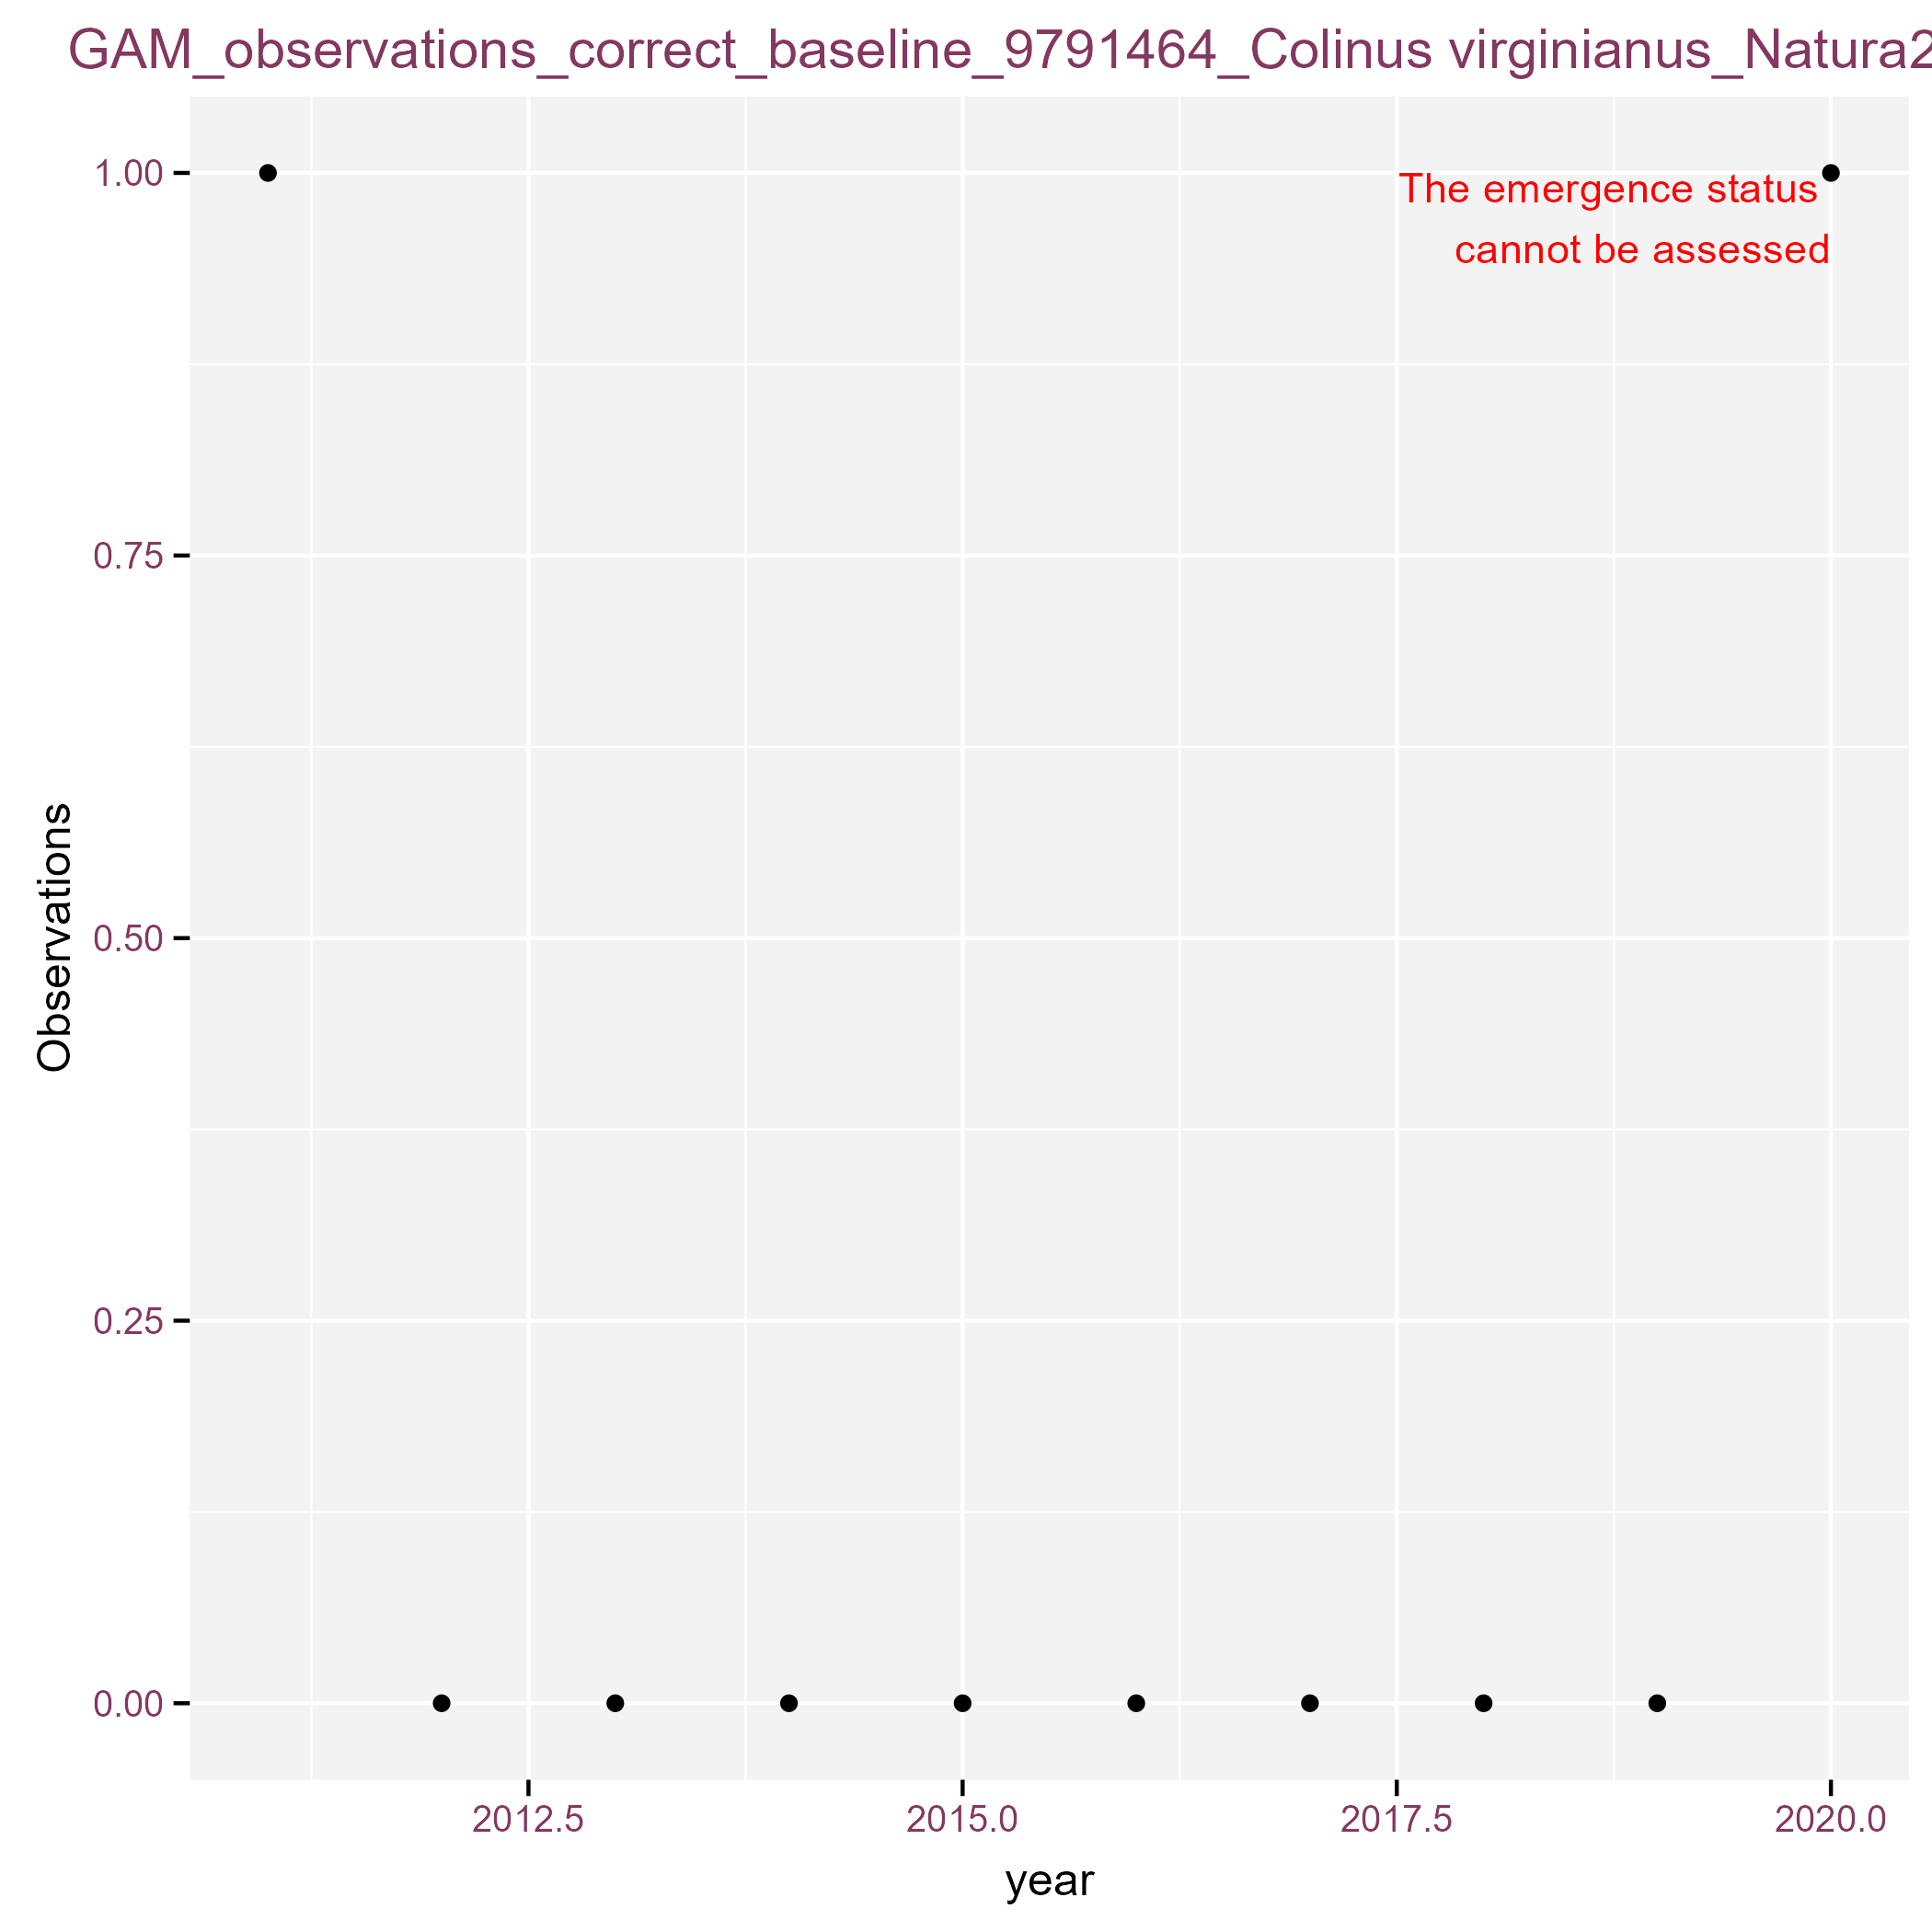 GAM_observations_correct_baseline_9791464_Colinus virginianus_Natura2
1.00
The emergence status
cannot be assessed
0.75
0.50
0.25
0.00
Observations
2012.5 2015.0 2017.5 2020.0
year